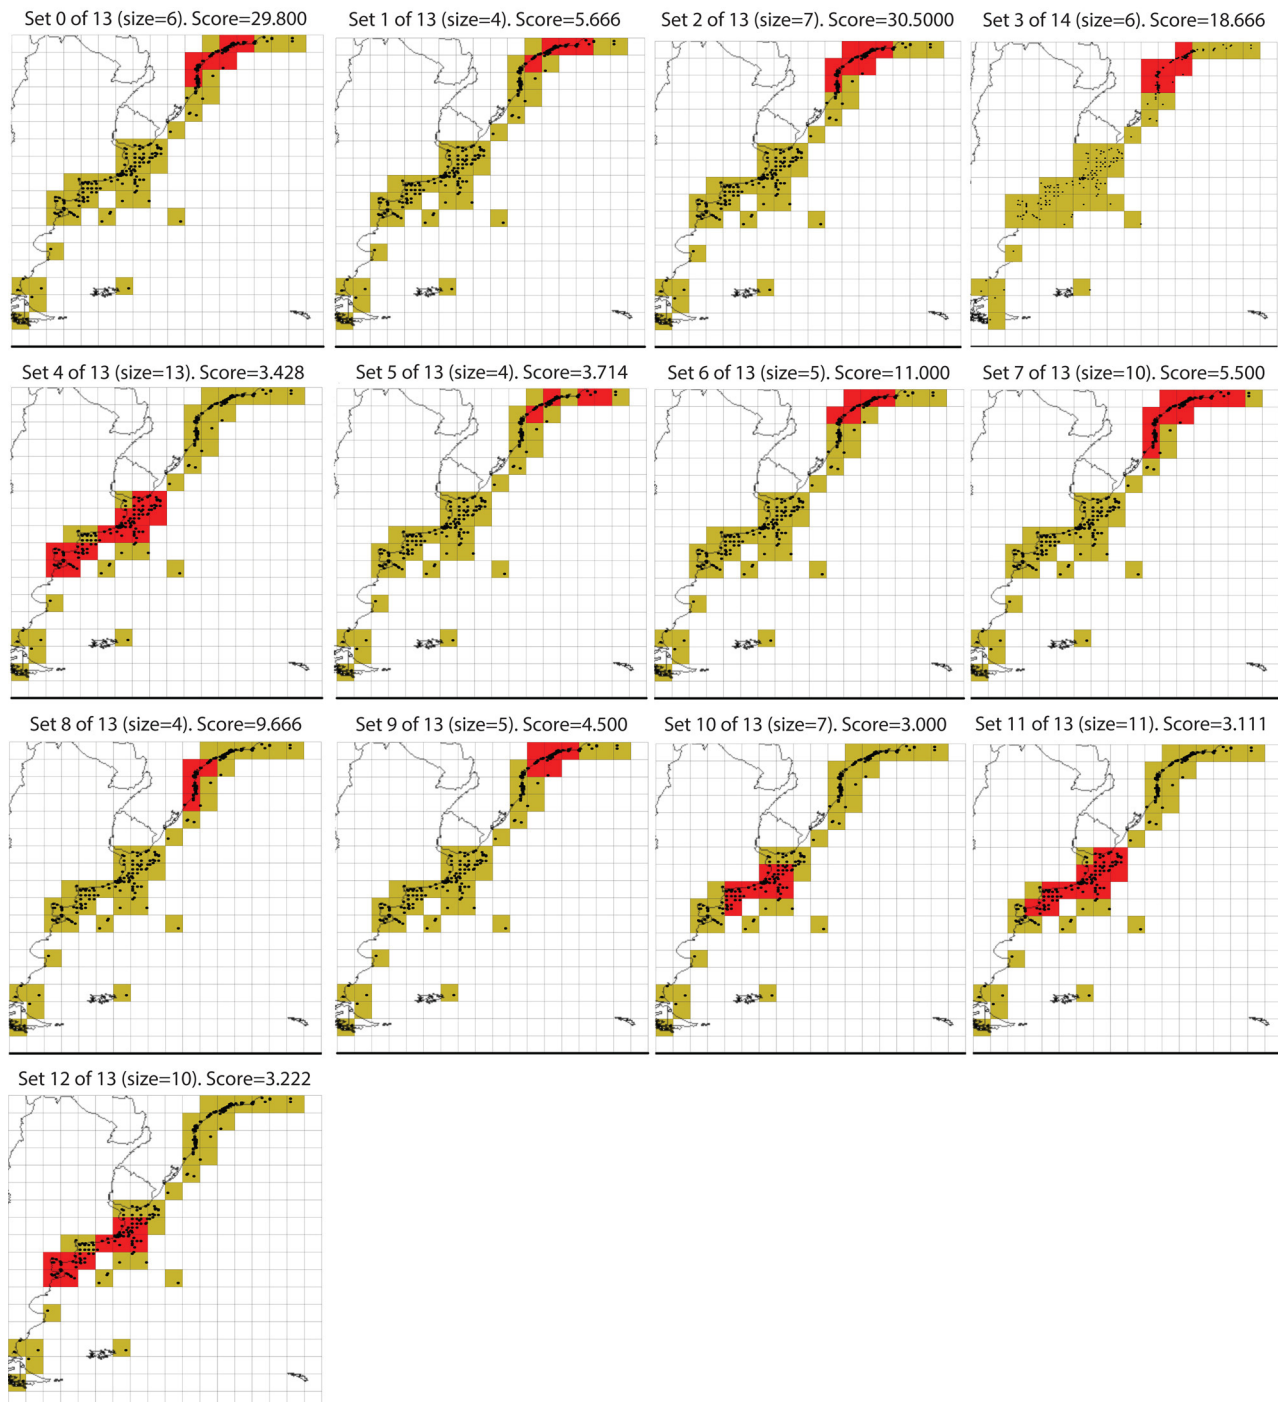 Set 0 of 13 (size=6). Score=29.800
Set 1 of 13 (size=4). Score=5.666
Set 2 of 13 (size=7). Score=30.5000
Set 3 of 14 (size=6). Score=18.666
Set 4 of 13 (size=13). Score=3.428
Set 5 of 13 (size=4). Score=3.714
Set 6 of 13 (size=5). Score=11.000
Set 7 of 13 (size=10). Score=5.500
Set 8 of 13 (size=4). Score=9.666
Set 9 of 13 (size=5). Score=4.500
Set 10 of 13 (size=7). Score=3.000
Set 11 of 13 (size=11). Score=3.111
Set 12 of 13 (size=10). Score=3.222